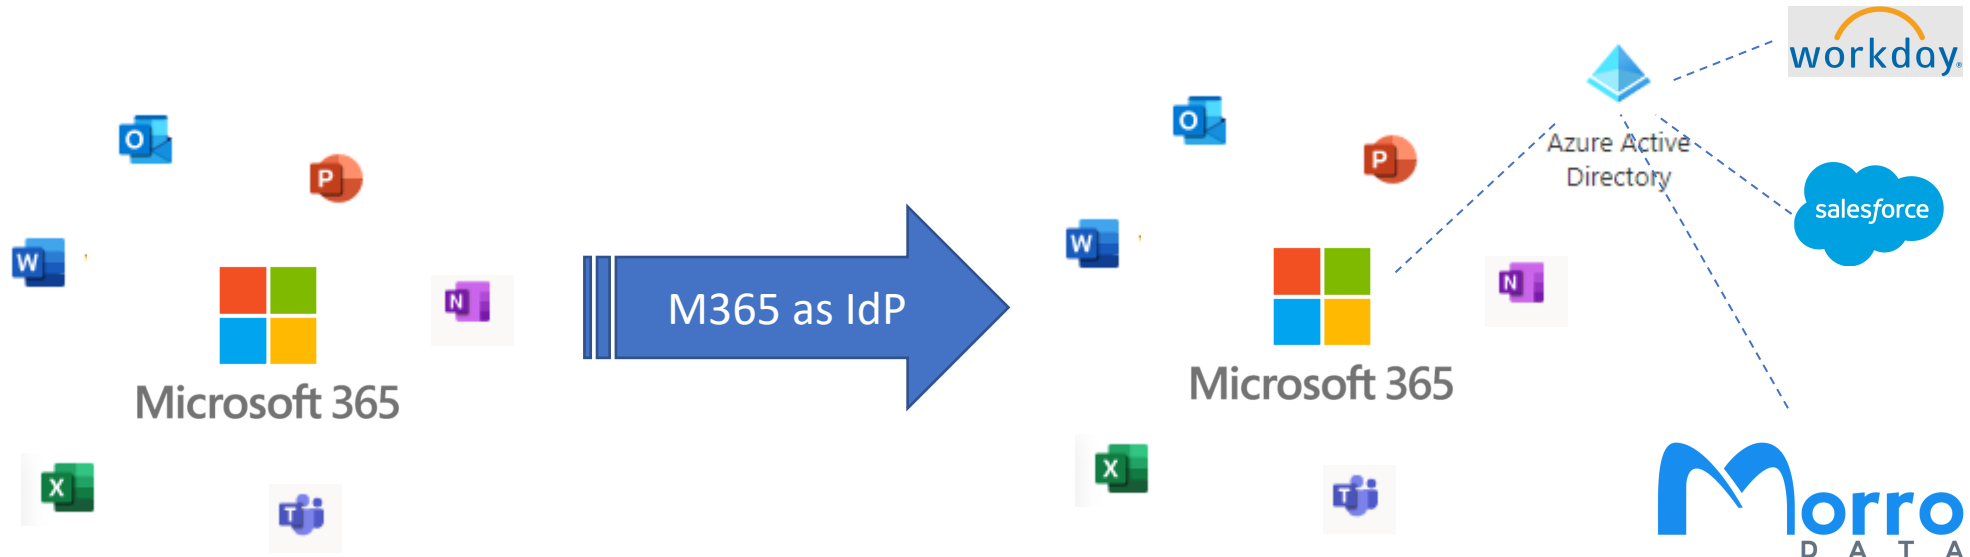 O
P
W
N
Microsoft 365
X
T
M365 as IdP
O
P
W
N
Microsoft 365
X
T
Azure Active
Directory
workday.
salesforce
Morro
DATA